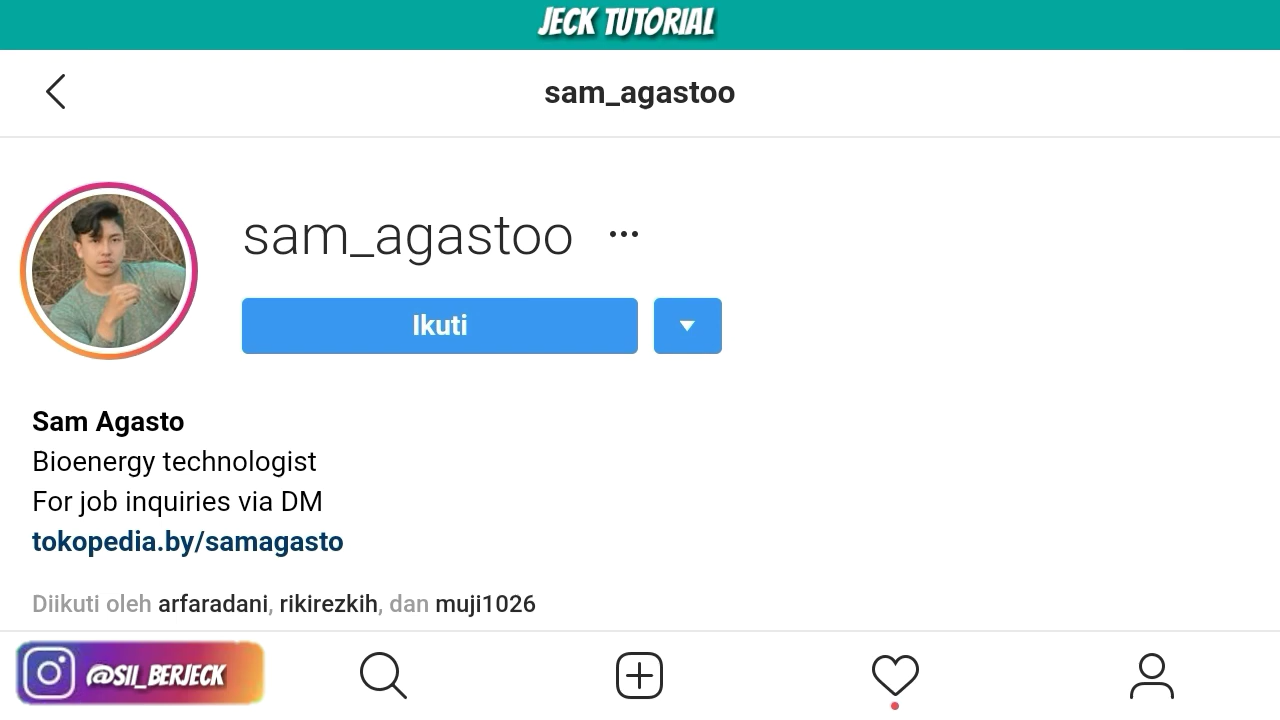 JECK TUTORIAL
sam_agastoo
sam_agastoo
Ikuti
Sam Agasto
Bioenergy technologist
For job inquiries via DM
tokopedia.by/samagasto
Diikuti oleh arfaradani, rikirezkih, dan muji1026
@SII_BERJECK